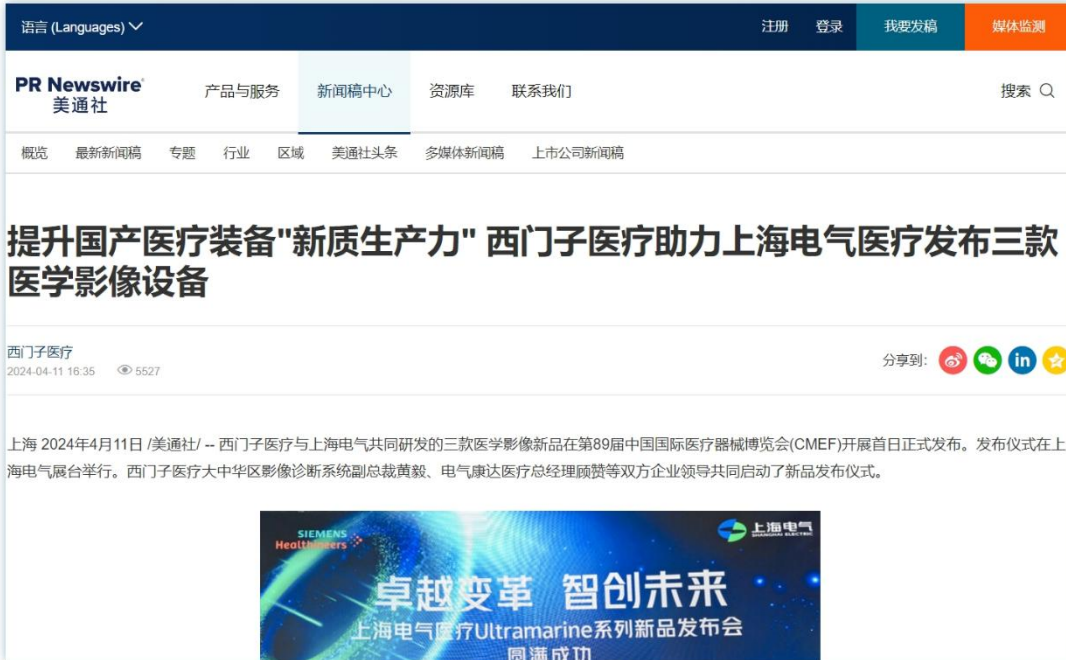 语言 (Languages)
注册
登录
我要发稿
媒体监测
PR Newswire®
美通社
产品与服务
新闻稿中心
资源库
联系我们
搜索
概览
最新新闻稿
专题
行业
区域
美通社头条
多媒体新闻稿
上市公司新闻稿
提升国产医疗装备"新质生产力" 西门子医疗助力上海电气医疗发布三款
医学影像设备
西门子医疗
2024-04-11 16:35
5527
分享到:
in
上海 2024年4月11日 /美通社/ -- 西门子医疗与上海电气共同研发的三款医学影像新品在第89届中国国际医疗器械博览会(CMEF)开展首日正式发布。发布仪式在上
海电气展台举行。西门子医疗大中华区影像诊断系统副总裁黄毅、电气康达医疗总经理顾赞等双方企业领导共同启动了新品发布仪式。
SIEMENS
Healthineers
上海电气
SHANGHAI ELECTRIC
卓越变革 智创未来
上海电气医疗Ultramarine系列新品发布会
圆满成功